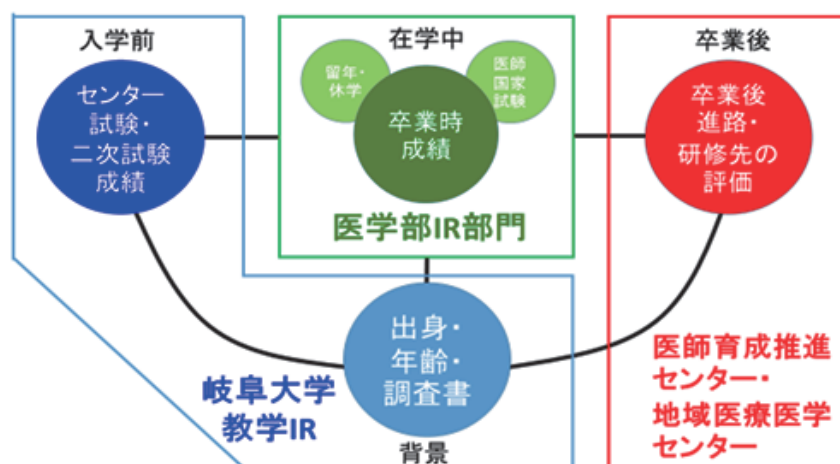 入学前
センター
試験・
二次試験
成績
在学中
留年・
休学
医師
国家
試験
卒業時
成績
医学部IR部門
卒業後
卒業後
進路・
研修先の
評価
出身・
年齢・
調査書
背景
岐阜大学
教学IR
医師育成推進
センター・
地域医療医学
センター